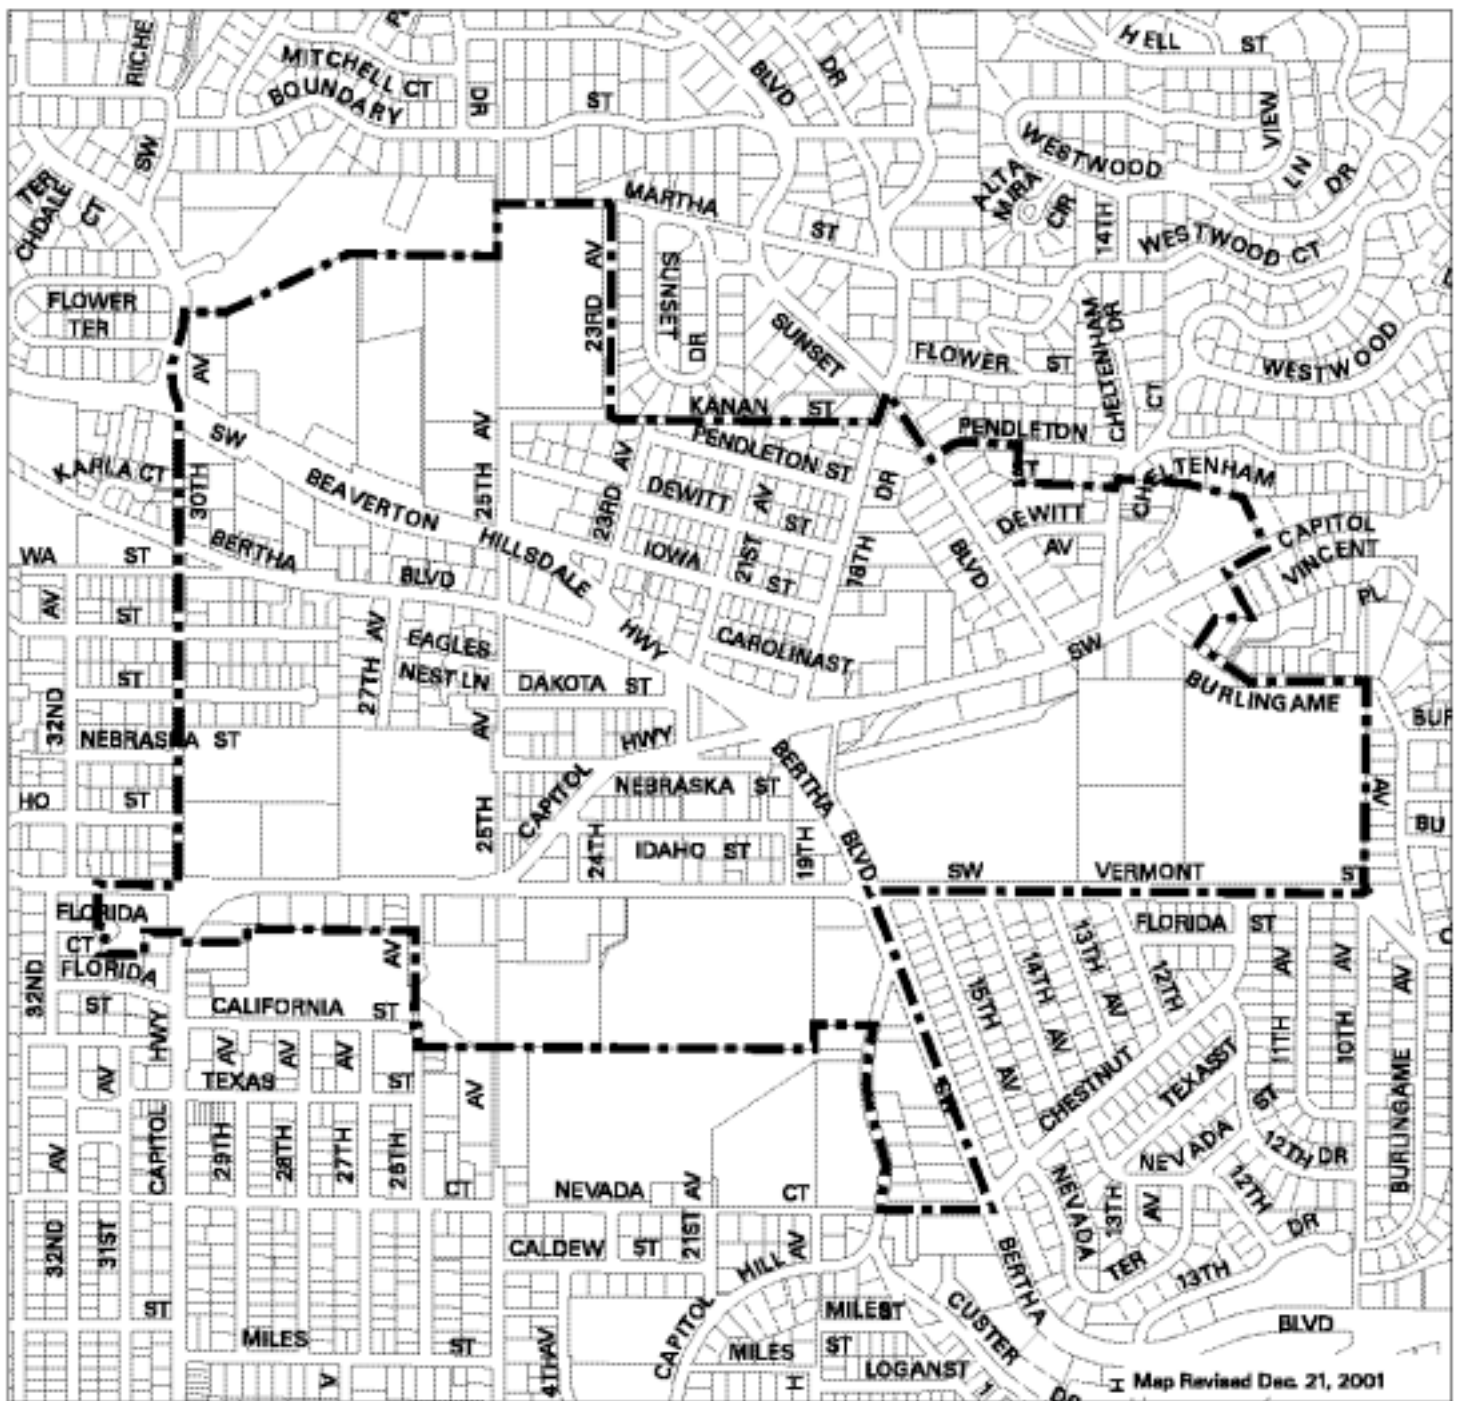 RICHE
MITCHELL CT
BOUNDARY
DR
ST
BLVD
DR
HELL ST
VIEW
WESTWOOD
LN
DR
SW
TER
CHDALE
CT
MARTHA
ST
ALTA
MIRA
CIR
14TH
WESTWOOD CT
FLOWER
TER
AV
23RD
SUNSET
DR
SUNSET
FLOWER ST
CHELTENHAM
DR
CT
WESTWOOD
AV
KANAN ST
PENDLETON
ST
SW
BEAVERTON
HILLSDALE
HWY
KARLA CT
30TH
25TH AV
23RD AV
PENDLETON ST
DEWITT
ST
AV
21ST
IOWA
ST
18TH
DR
CHELTENHAM
DEWITT
AV
BLVD
CAPITOL
VINCENT
PL
WA ST
BERTHA
BLVD
AV
ST
27TH AV
EAGLES
NEST LN
DAKOTA ST
CAROLINA ST
SW
BURLINGAME
ST
32ND
NEBRASKA ST
AV
HWY
CAPITOL
NEBRASKA ST
BERTHA
BLVD
BUR
AV
HO ST
25TH
24TH
IDAHO ST
19TH
BU
SW VERMONT ST
FLORIDA
CT
FLORIDA
ST
32ND
HWY
AV
CALIFORNIA ST
FLORIDA ST
15TH
AV
14TH
AV
13TH
AV
12TH
11TH
AV
10TH
AV
AV
BURLINGAME
AV
AV
AV
AV
TEXAS ST
AV
SW
CHESTNUT
TEXAS ST
ST
AV
CAPITOL
29TH
28TH
27TH
26TH
CT
NEVADA CT
21ST AV
NEVADA
12TH DR
12TH
DR
NEVADA
TER
13TH
AV
13TH
32ND
31ST
CALDEW ST
HILL
AV
CAPITOL
BERTHA
BLVD
ST
MILES ST
MILES ST
MILES ST
CUSTER
LOGAN ST
Map Revised Dec. 21, 2001